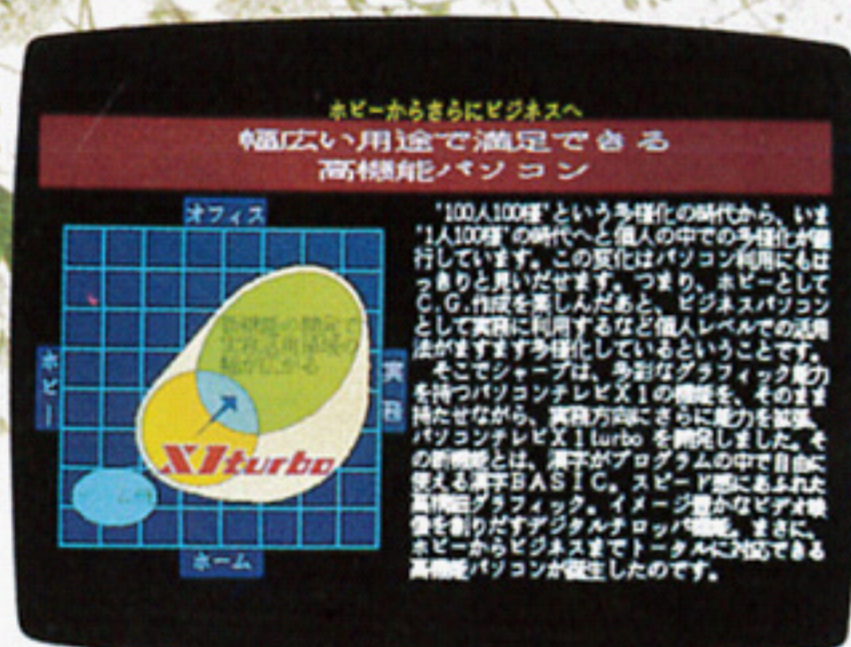 ホビーからさらにビジネスへ
幅広い用途で満足できる
高機能パソコン
オフィス
ホビー
実務
X1turbo
ホーム
"100人100様"という多様化の時代から、いま
"1人100様"の時代へと個人の中での多様化が進
行しています。この変化はパソコン利用にもは
っきりと見いだせます。つまり、ホビーとして
C.G.作成を楽しんだあと、ビジネスパソコン
として実務に利用するなど個人レベルでの活用
法がますます多様化しているということです。
そこでシャープは、多彩なグラフィック能力
を持つパソコンテレビX1の機能を、そのまま
持たせながら、実務方向にさらに能力を拡張、
パソコンテレビX1turboを開発しました。そ
の新機能とは、漢字がプログラムの中で自由に
使える漢字BASIC。スピード感にあふれた
高精細グラフィック。イメージ豊かなビデオ映
像を創りだすデジタルテロッパ機能。まさに、
ホビーからビジネスまでトータルに対応できる
高機能パソコンが誕生したのです。